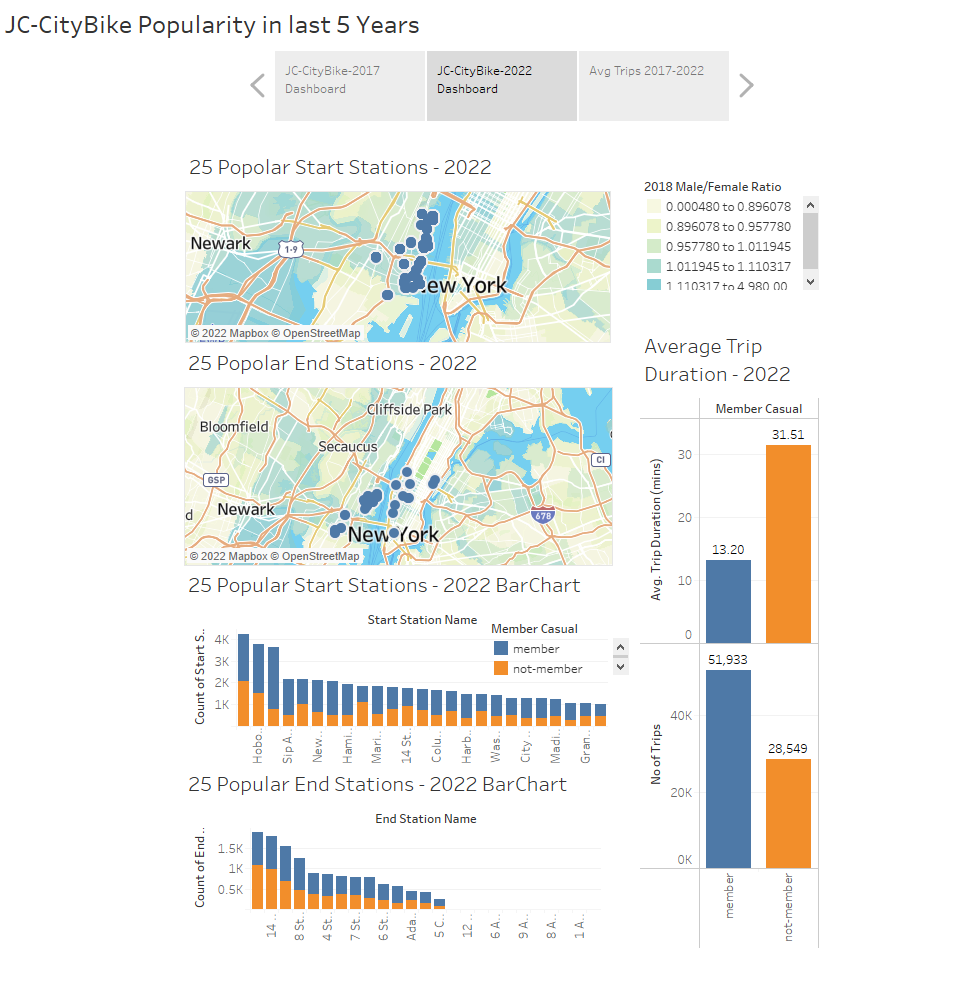 JC-CityBike Popularity in last 5 Years
JC-CityBike-2017
Dashboard
JC-CityBike-2022
Dashboard
Avg Trips 2017-2022
25 Popolar Start Stations - 2022
Newark
1-9
New York
© 2022 Mapbox © OpenStreetMap
2018 Male/Female Ratio
0.000480 to 0.896078
0.896078 to 0.957780
0.957780 to 1.011945
1.011945 to 1.110317
1.110317 to 4,980.00
25 Popolar End Stations - 2022
Cliffside Park
Bloomfield
Secaucus
CI
GSP
Newark
d
678
New York
© 2022 Mapbox © OpenStreetMap
Average Trip
Duration - 2022
Member Casual
31.51
30
20
13.20
10
0
Avg. Trip Duration (mins)
51,933
40K
28,549
20K
0K
No of Trips
member
not-member
25 Popular Start Stations - 2022 BarChart
Start Station Name
Member Casual
member
not-member
4K
3K
2K
1K
Count of Start S..
Hobo..
Sip A..
New..
Hami..
Mari..
14 St..
Colu..
Harb..
Was..
City ..
Madi..
Gran..
25 Popular End Stations - 2022 BarChart
End Station Name
1.5K
1K
0.5K
Count of End ..
14 ..
8 St..
4 St..
7 St..
6 St..
Ada..
5 C..
12 ..
6 A..
9 A..
8 A..
1 A..